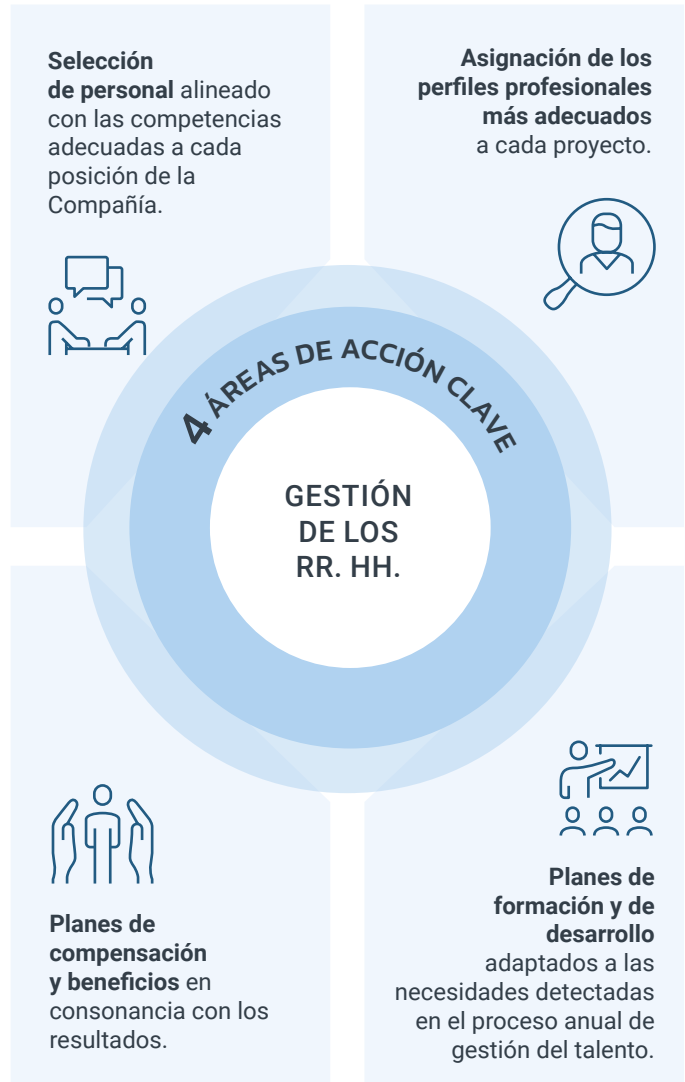 Selección
de personal alineado
con las competencias
adecuadas a cada
posición de la
Compañía.
Asignación de los
perfiles profesionales
más adecuados
a cada proyecto.
4 ÁREAS DE ACCIÓN CLAVE
GESTIÓN
DE LOS
RR. HH.
Planes de
compensación
y beneficios en
consonancia con los
resultados.
Planes de
formación y de
desarrollo
adaptados a las
necesidades detectadas
en el proceso anual de
gestión del talento.